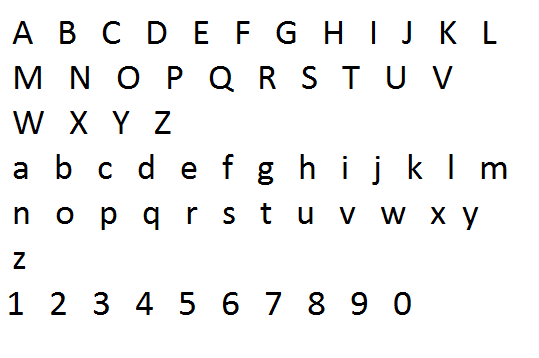 A B C D E F G H I J K L
M N O P Q R S T U V
W X Y Z
a b c d e f g h i j k l m
n o p q r s t u v w x y
z
1 2 3 4 5 6 7 8 9 0